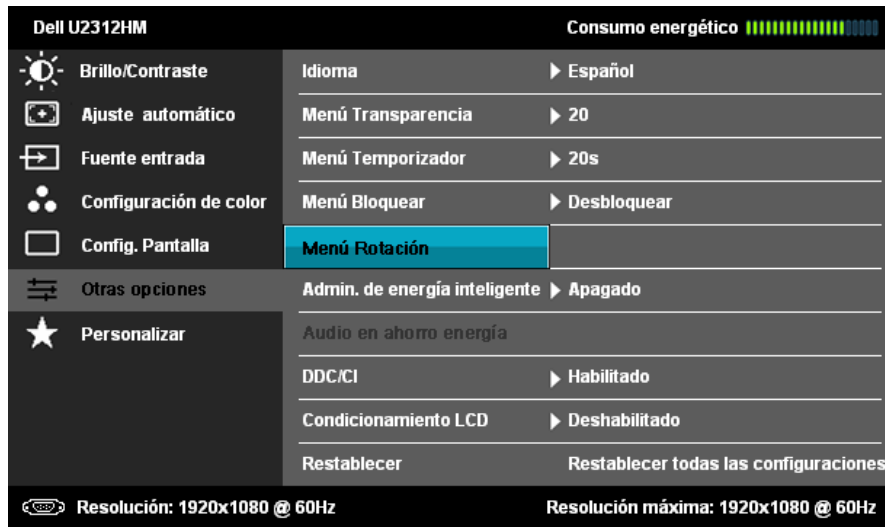 Dell U2312HM Consumo energético
Brillo/Contraste Idioma Español
Ajuste automático Menú Transparencia 20
Fuente entrada Menú Temporizador 20s
Configuración de color Menú Bloquear Desbloquear
Config. Pantalla Menú Rotación
Otras opciones Admin. de energía inteligente Apagado
Personalizar Audio en ahorro energía
DDC/CI Habilitado
Condicionamiento LCD Deshabilitado
Restablecer Restablecer todas las configuraciones
Resolución: 1920x1080 @ 60Hz Resolución máxima: 1920x1080 @ 60Hz